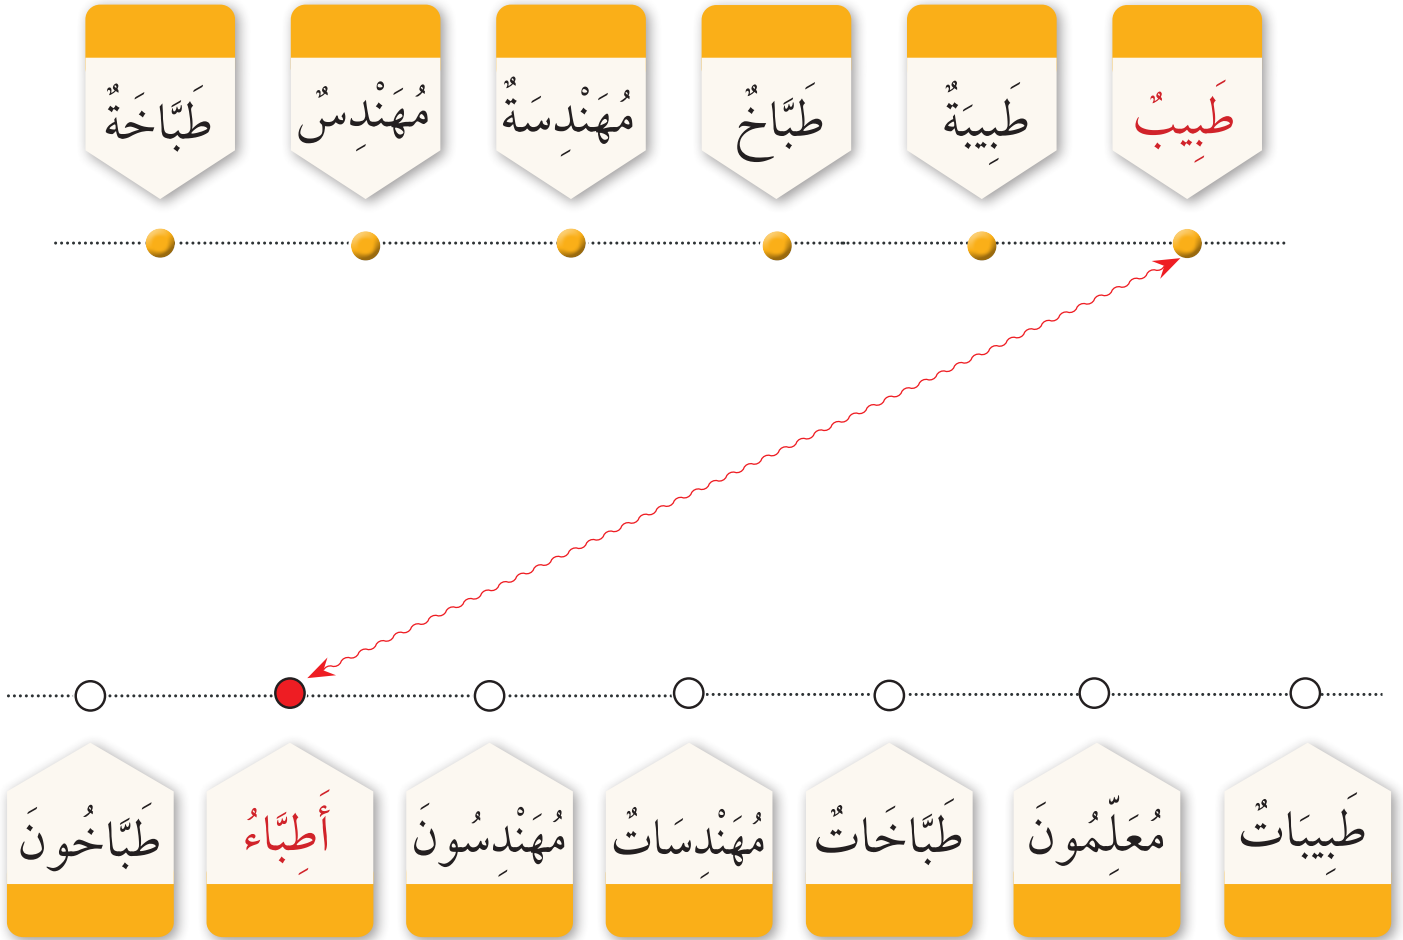 طَبِيبٌ
طَبِيبَةٌ
طَبَّاخٌ
مُهَنْدِسَةٌ
مُهَنْدِسٌ
طَبَّاخَةٌ
طَبِيبَاتٌ
مُعَلِّمُونَ
طَبَّاخَاتٌ
مُهَنْدِسَاتٌ
مُهَنْدِسُونَ
أَطِبَّاءُ
طَبَّاخُونَ